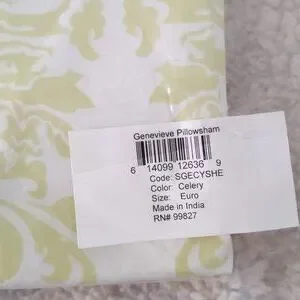 Genevieve Pillowsham
6 14099 12636 9
Code: SGECYSHE
Color: Celery
Size: Euro
Made in India
RN# 99827